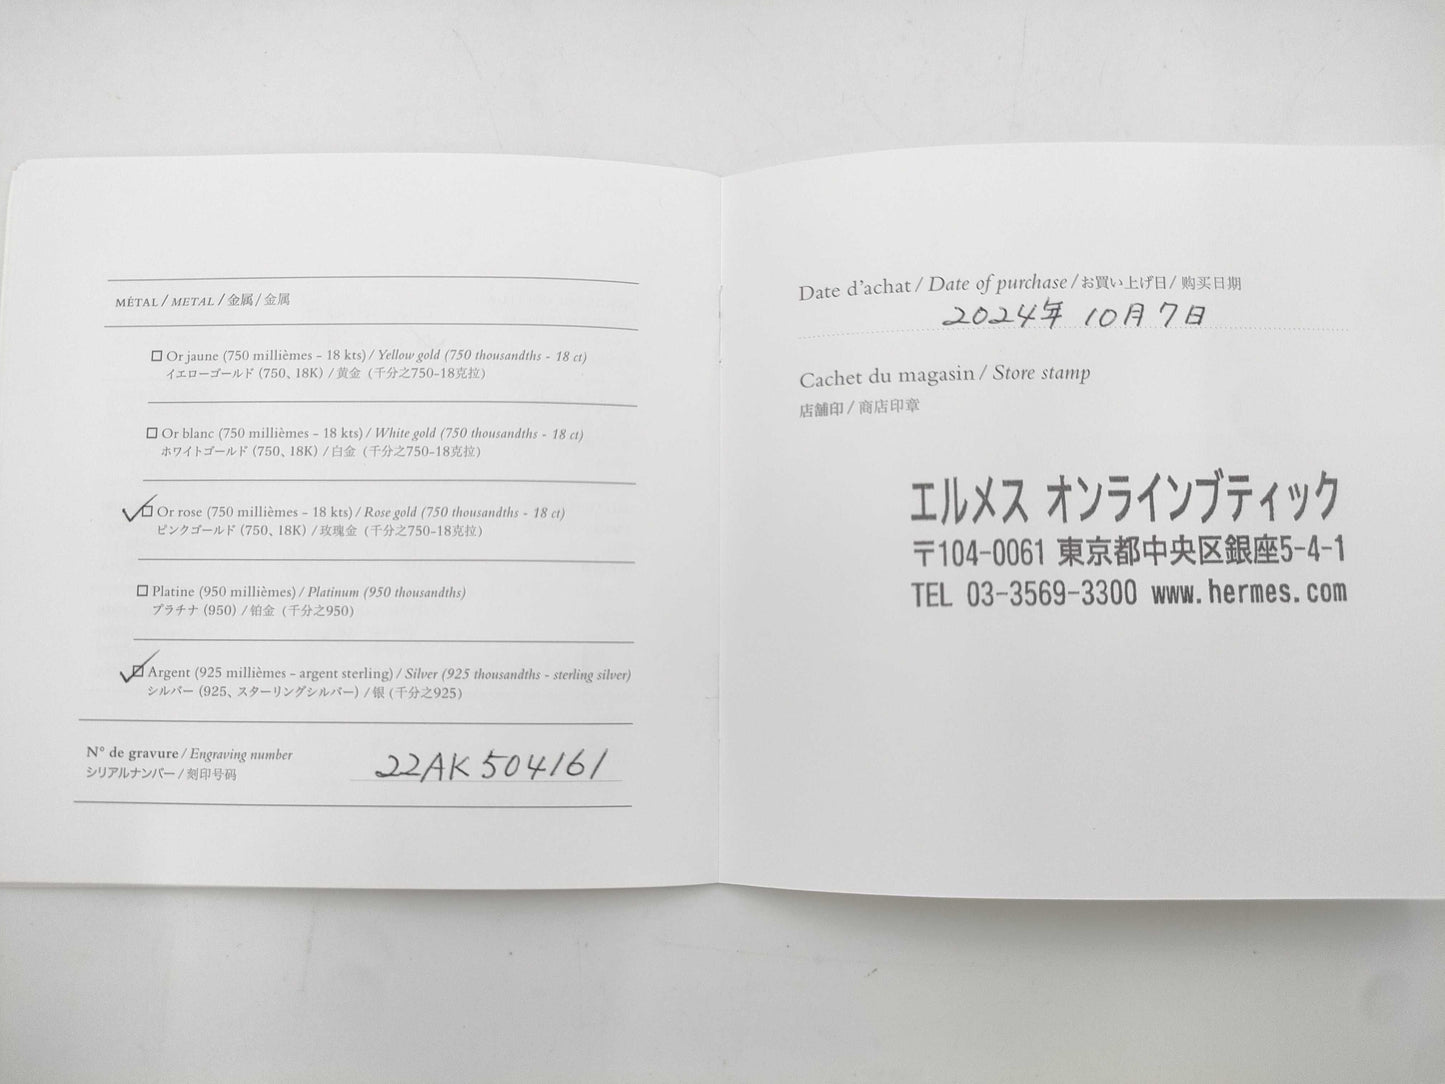 MÉTAL / METAL / 金属 / 金属
Or jaune (750 millièmes – 18 kts) / Yellow gold (750 thousandths - 18 ct)
イエローゴールド (750、18K) / 黄金 (千分之750-18克拉)
Or blanc (750 millièmes – 18 kts) / White gold (750 thousandths - 18 ct)
ホワイトゴールド (750、18K) / 白金 (千分之750-18克拉)
Or rose (750 millièmes – 18 kts) / Rose gold (750 thousandths - 18 ct)
ピンクゴールド (750、18K) / 玫瑰金 (千分之750-18克拉)
Platine (950 millièmes) / Platinum (950 thousandths)
プラチナ (950) / 铂金 (千分之950)
Argent (925 millièmes – argent sterling) / Silver (925 thousandths - sterling silver)
シルバー (925、スターリングシルバー) / 银 (千分之925)
N° de gravure / Engraving number
シリアルナンバー / 刻印号码
22AK 504161
Date d'achat / Date of purchase / お買い上げ日 / 购买日期
2024年 10月 7日
Cachet du magasin / Store stamp
店舗印 / 商店印章
エルメス オンラインブティック
〒104-0061 東京都中央区銀座5-4-1
TEL 03-3569-3300 www.hermes.com